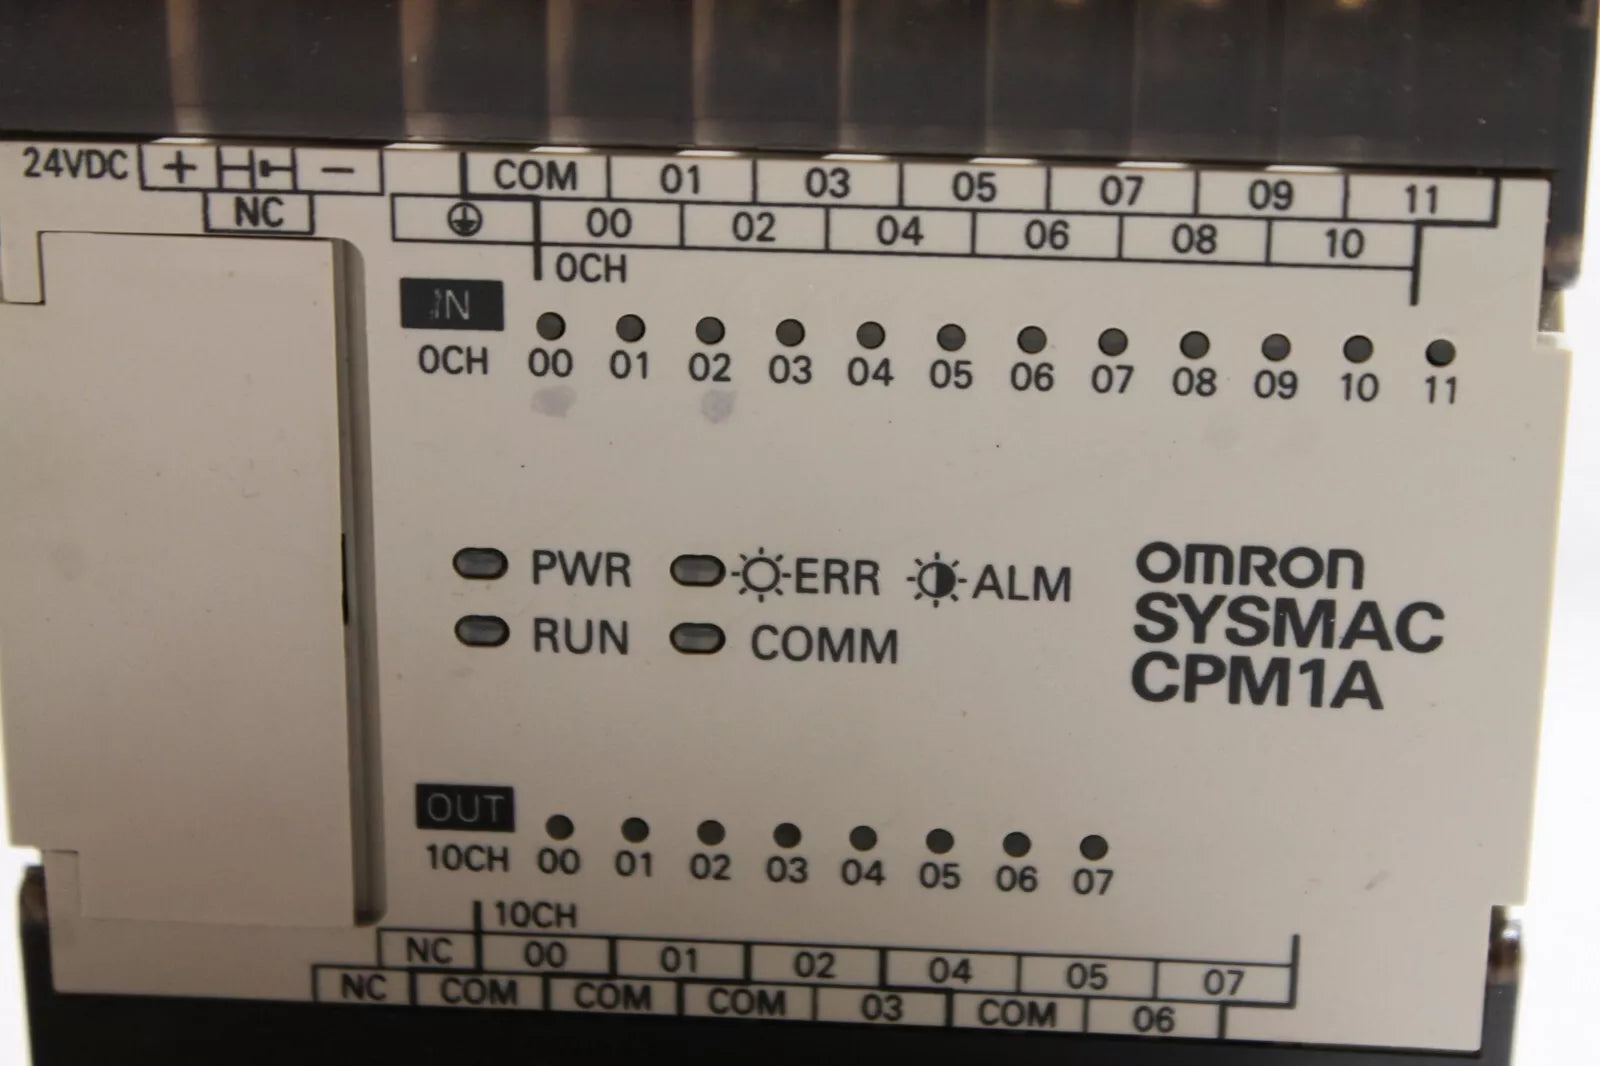 24VDC + − COM 01 03 05 07 09 11
NC 00 02 04 06 08 10
0CH
IN
0CH 00 01 02 03 04 05 06 07 08 09 10 11
PWR ERR ALM
RUN COMM
OMRON
SYSMAC
CPM1A
OUT
10CH 00 01 02 03 04 05 06 07
10CH
NC 00 01 02 04 05 07
NC COM COM COM 03 COM 06